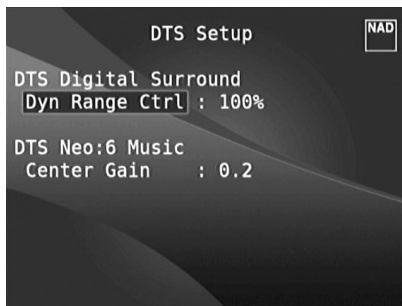 DTS Setup
NAD
DTS Digital Surround
Dyn Range Ctrl : 100%
DTS Neo:6 Music
Center Gain : 0.2